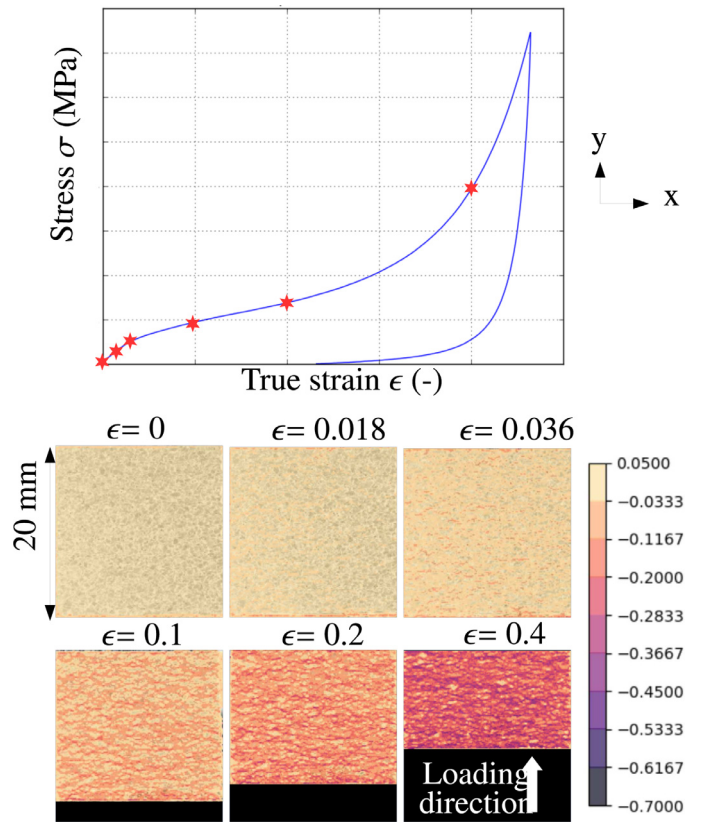 Stress σ (MPa)
True strain ϵ (-)
y
x
ϵ= 0
ϵ= 0.018
ϵ= 0.036
20 mm
ϵ= 0.1
ϵ= 0.2
ϵ= 0.4
Loading
direction
0.0500
−0.0333
−0.1167
−0.2000
−0.2833
−0.3667
−0.4500
−0.5333
−0.6167
−0.7000